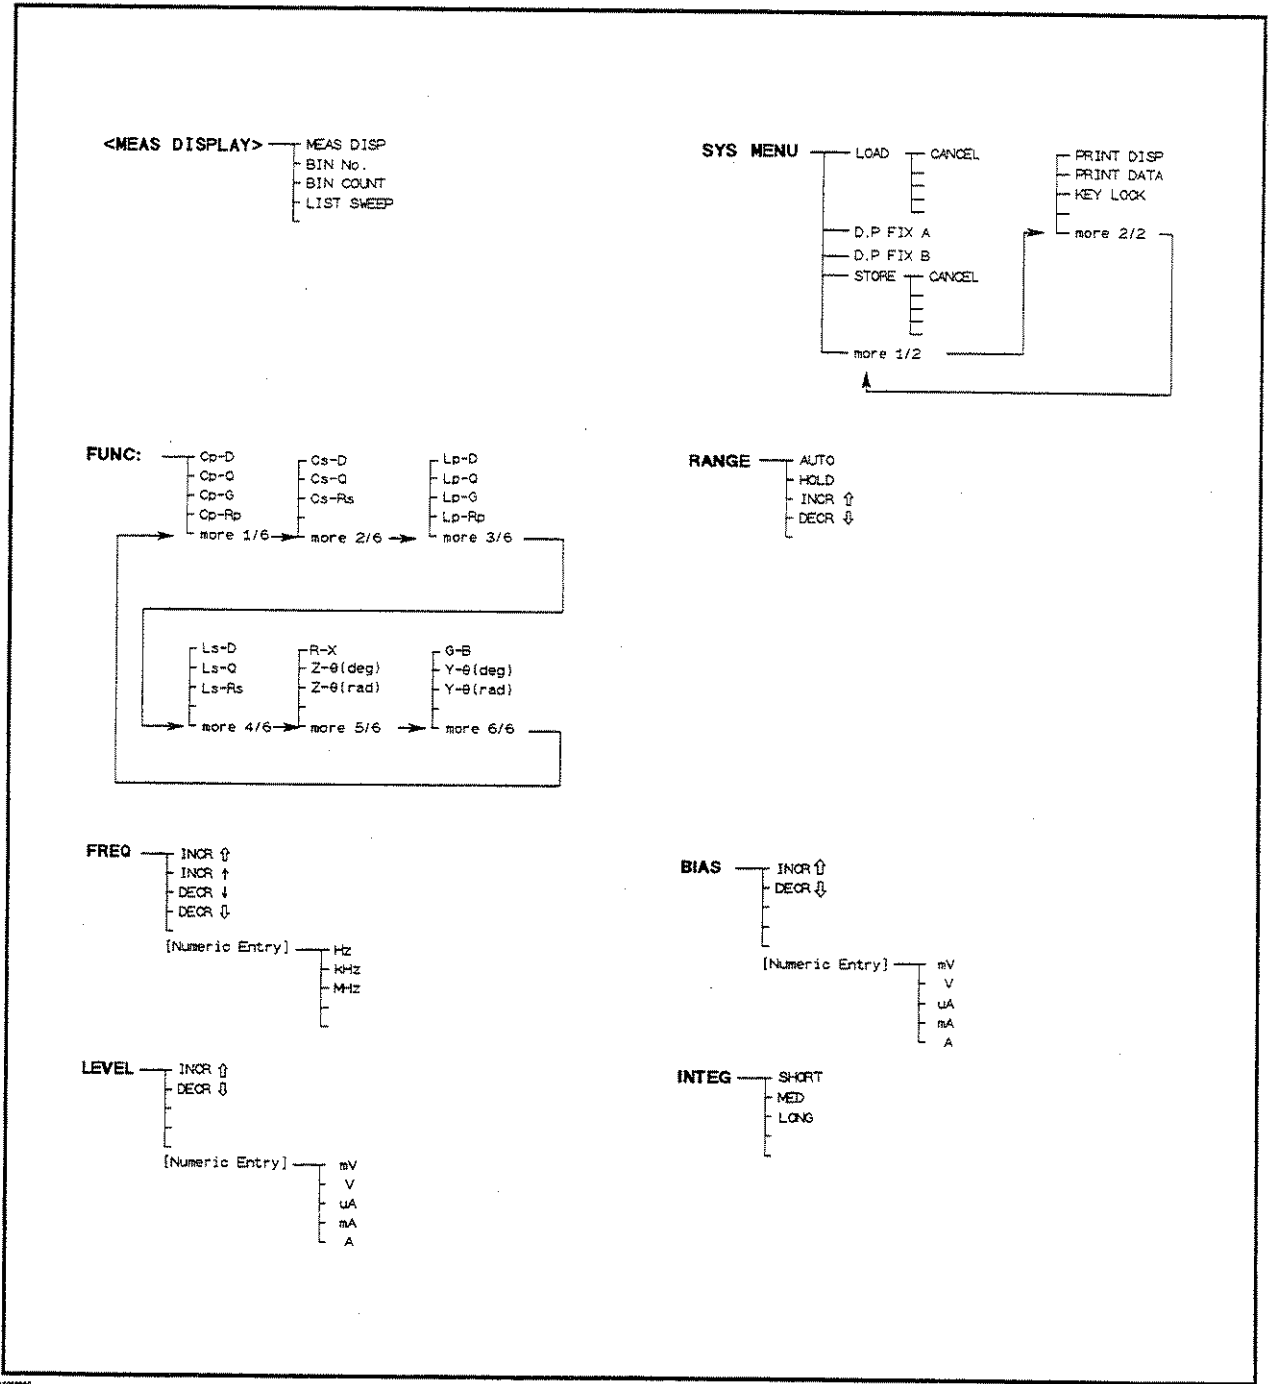 <MEAS DISPLAY>
MEAS DISP
BIN No.
BIN COUNT
LIST SWEEP
SYS MENU
LOAD
CANCEL
D.P FIX A
D.P FIX B
STORE
CANCEL
more 1/2
PRINT DISP
PRINT DATA
KEY LOCK
more 2/2
FUNC:
Cp-D
Cp-Q
Cp-G
Cp-Rp
more 1/6
Cs-D
Cs-Q
Cs-Rs
more 2/6
Lp-D
Lp-Q
Lp-G
Lp-Rp
more 3/6
Ls-D
Ls-Q
Ls-Rs
more 4/6
R-X
Z-θ(deg)
Z-θ(rad)
more 5/6
G-B
Y-θ(deg)
Y-θ(rad)
more 6/6
RANGE
AUTO
HOLD
INCR ⇧
DECR ⇩
FREQ
INCR ⇧
INCR ↑
DECR ↓
DECR ⇩
[Numeric Entry]
Hz
kHz
MHz
BIAS
INCR ⇧
DECR ⇩
[Numeric Entry]
mV
V
uA
mA
A
LEVEL
INCR ⇧
DECR ⇩
[Numeric Entry]
mV
V
uA
mA
A
INTEG
SHORT
MED
LONG